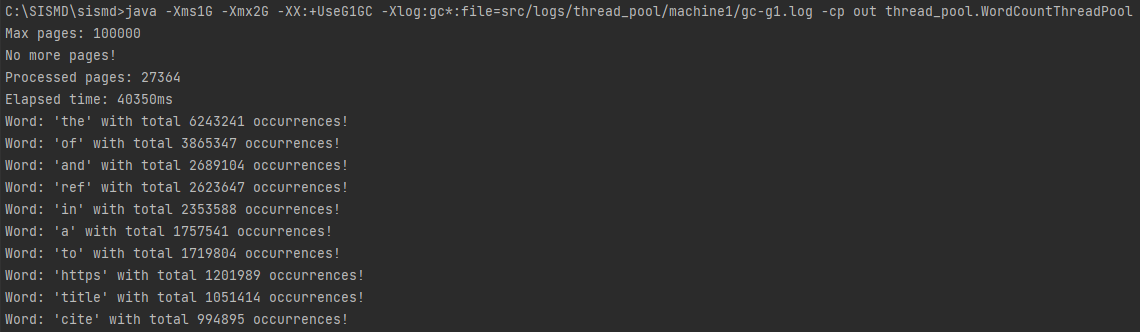 C:\SISMD\sismd>java -Xms1G -Xmx2G -XX:+UseG1GC -Xlog:gc*:file=src/logs/thread_pool/machine1/gc-g1.log -cp out thread_pool.WordCountThreadPool
Max pages: 100000
No more pages!
Processed pages: 27364
Elapsed time: 40350ms
Word: 'the' with total 6243241 occurrences!
Word: 'of' with total 3865347 occurrences!
Word: 'and' with total 2689104 occurrences!
Word: 'ref' with total 2623647 occurrences!
Word: 'in' with total 2353588 occurrences!
Word: 'a' with total 1757541 occurrences!
Word: 'to' with total 1719804 occurrences!
Word: 'https' with total 1201989 occurrences!
Word: 'title' with total 1051414 occurrences!
Word: 'cite' with total 994895 occurrences!